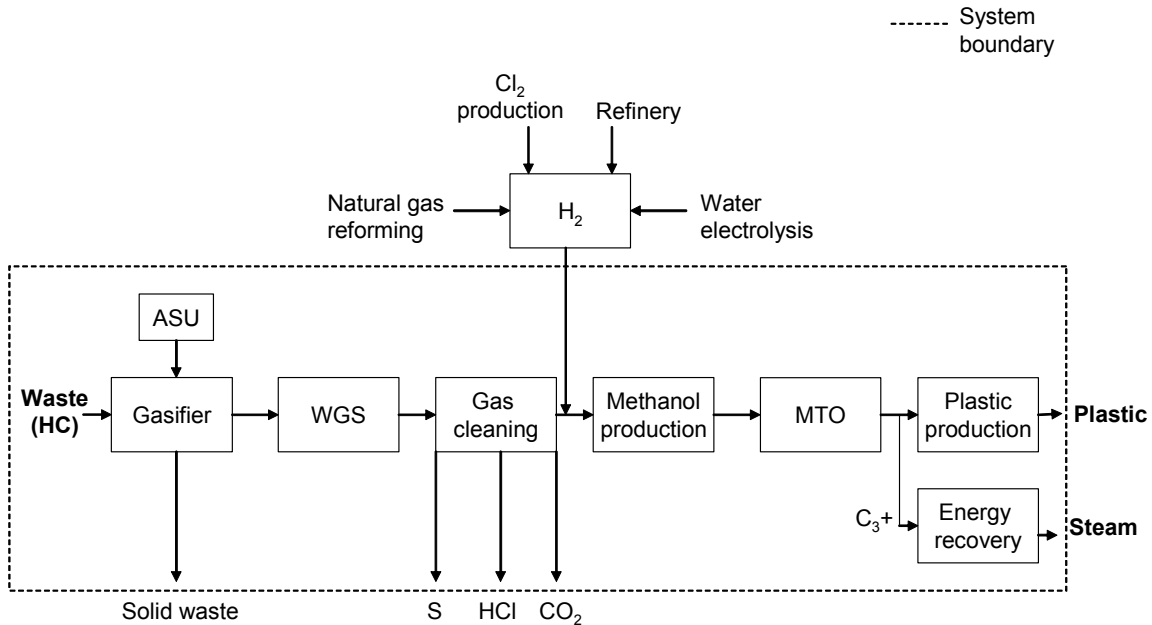 System
boundary
Cl₂
production
Refinery
Natural gas
reforming
H₂
Water
electrolysis
ASU
Waste
(HC)
Gasifier
WGS
Gas
cleaning
Methanol
production
MTO
Plastic
production
Plastic
C₃+
Energy
recovery
Steam
Solid waste
S
HCl
CO₂